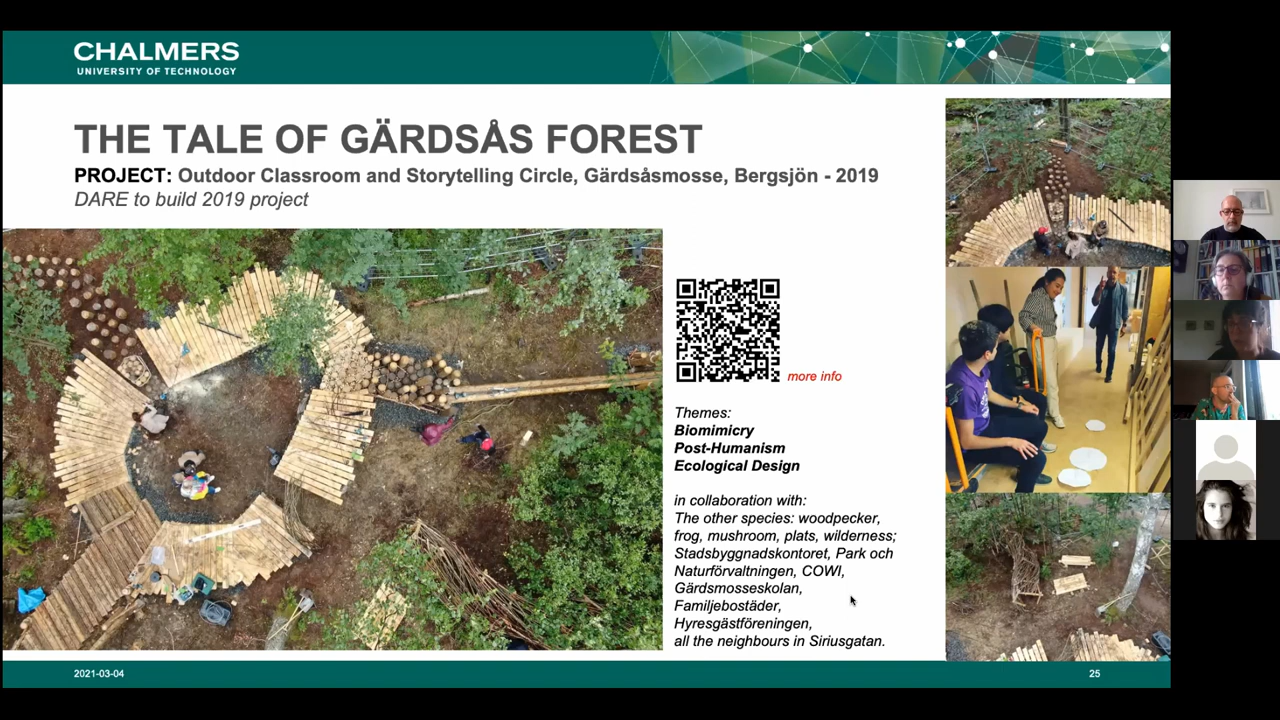 CHALMERS
UNIVERSITY OF TECHNOLOGY
THE TALE OF GÄRDSÅS FOREST
PROJECT: Outdoor Classroom and Storytelling Circle, Gärdsåsmosse, Bergsjön - 2019
DARE to build 2019 project
more info
Themes:
Biomimicry
Post-Humanism
Ecological Design
in collaboration with:
The other species: woodpecker,
frog, mushroom, plats, wilderness;
Stadsbyggnadskontoret, Park och
Naturförvaltningen, COWI,
Gärdsmosseskolan,
Familjebostäder,
Hyresgästföreningen,
all the neighbours in Siriusgatan.
2021-03-04
25